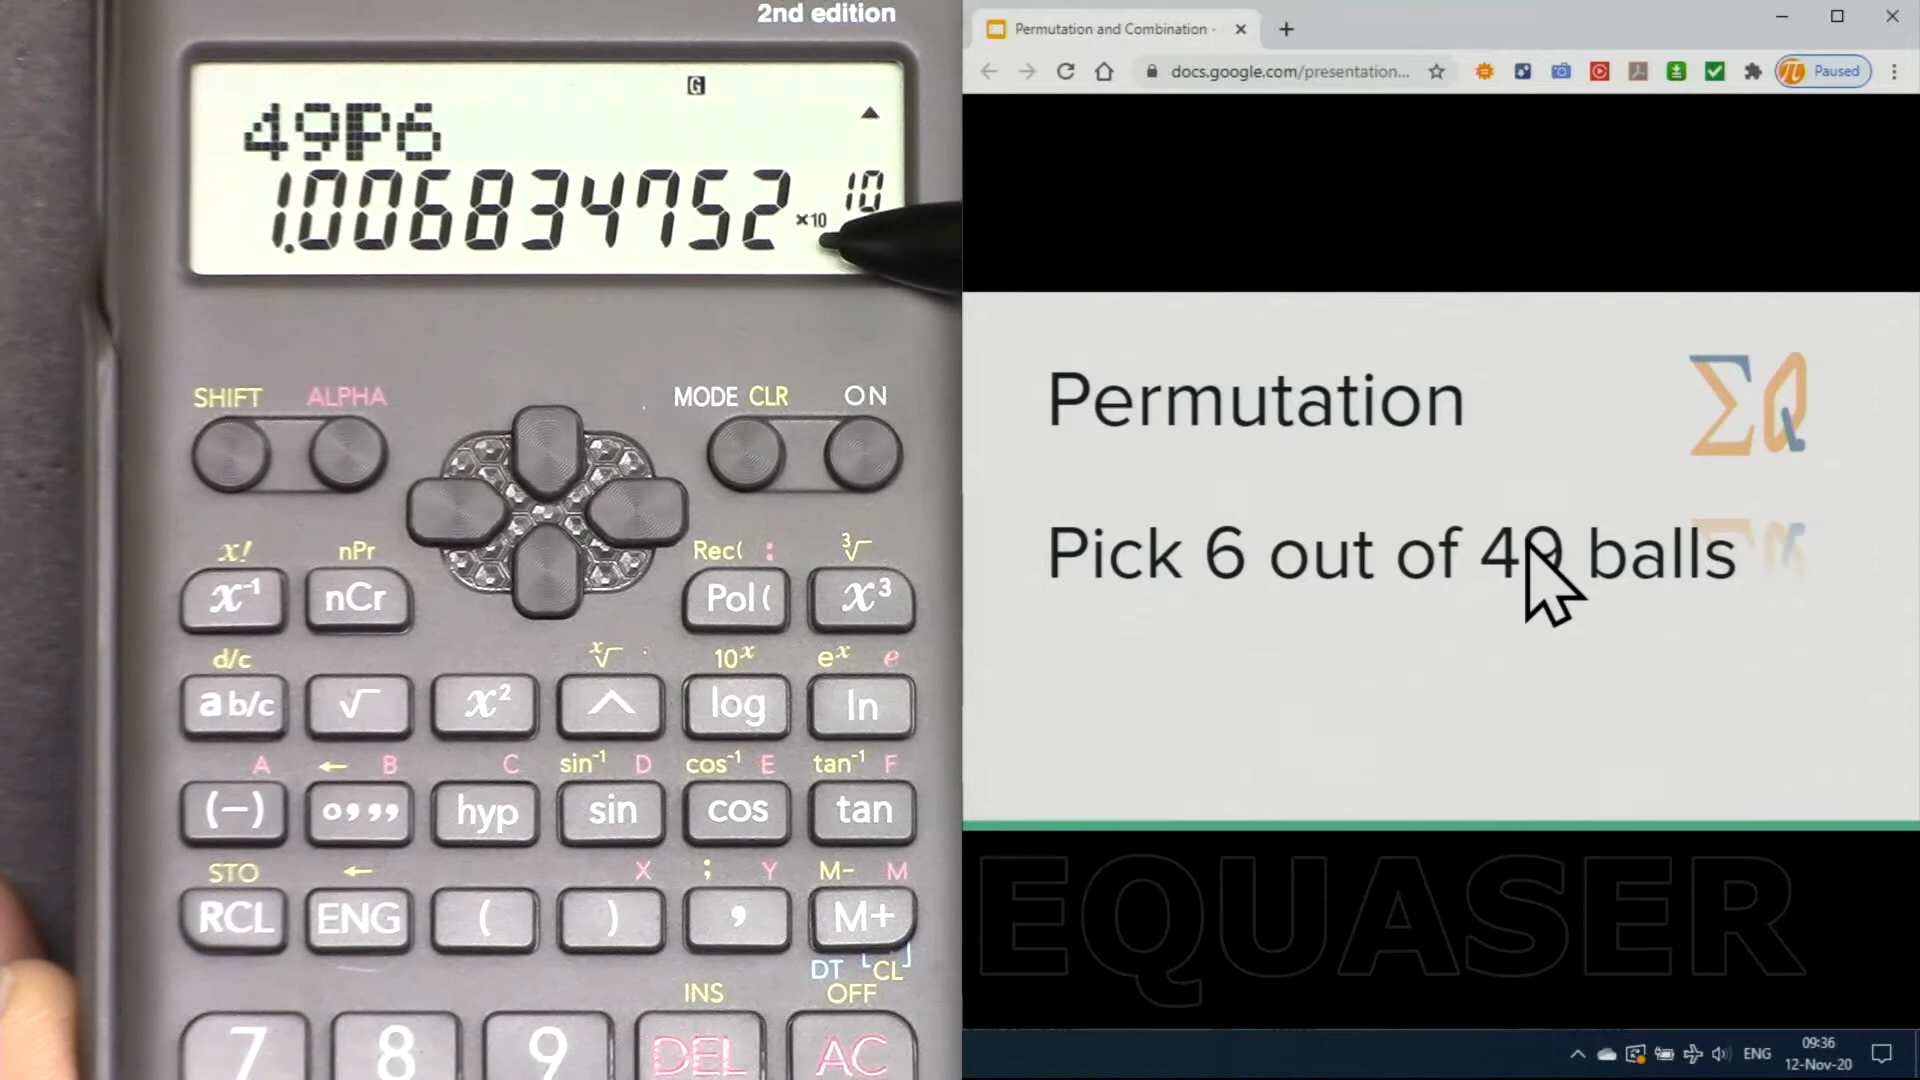 2nd edition
G
49P6
1.006834752 ×10 10
SHIFT ALPHA MODE CLR ON
x! nPr Rec( : ³√
x⁻¹ nCr Pol( x³
d/c ˣ√ 10ˣ eˣ e
a b/c √ x² ^ log ln
A ← B C sin⁻¹ D cos⁻¹ E tan⁻¹ F
(−) °,,, hyp sin cos tan
STO ← X ; Y M- M
RCL ENG ( ) , M+
DT CL
INS OFF
7 8 9 DEL AC
Permutation and Combination -
docs.google.com/presentation...
Paused
Permutation
ΣQ
Pick 6 out of 49 balls
EQUASER
ENG
09:36
12-Nov-20